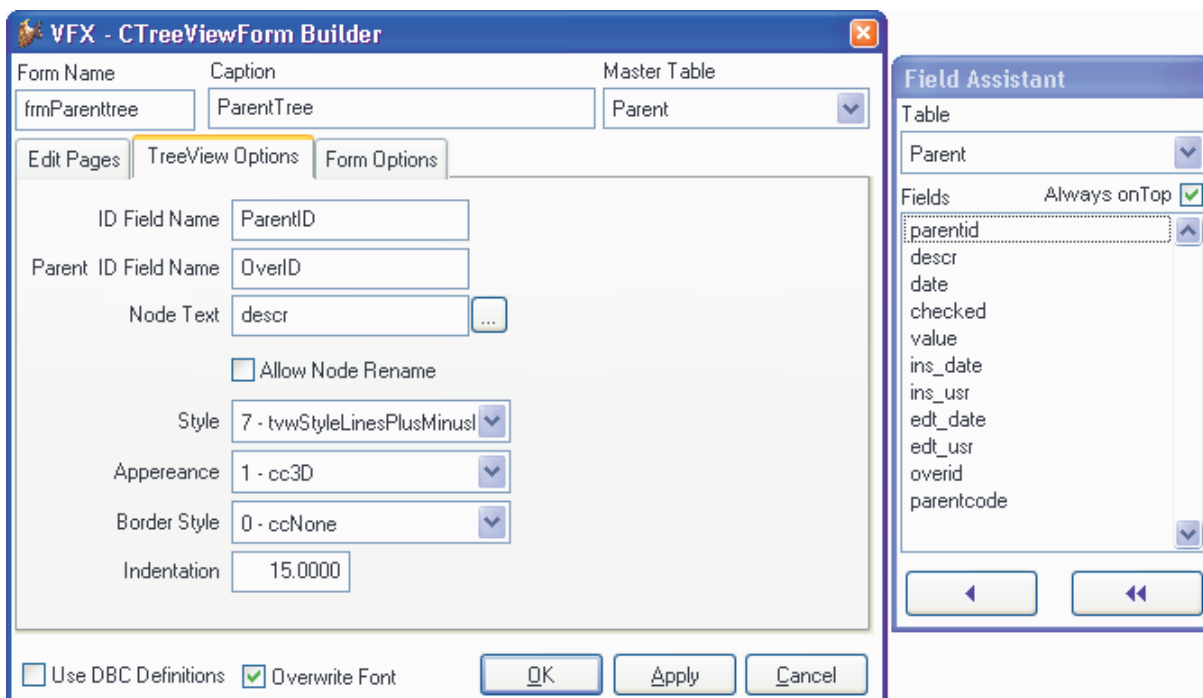 VFX - CTreeViewForm Builder
Form Name Caption Master Table
frmParenttree ParentTree Parent
Edit Pages TreeView Options Form Options
ID Field Name ParentID
Parent ID Field Name OverID
Node Text descr ...
Allow Node Rename
Style 7 - tvwStyleLinesPlusMinusI
Appereance 1 - cc3D
Border Style 0 - ccNone
Indentation 15.0000
Use DBC Definitions Overwrite Font OK Apply Cancel
Field Assistant
Table
Parent
Fields Always onTop
parentid
descr
date
checked
value
ins_date
ins_usr
edt_date
edt_usr
overid
parentcode